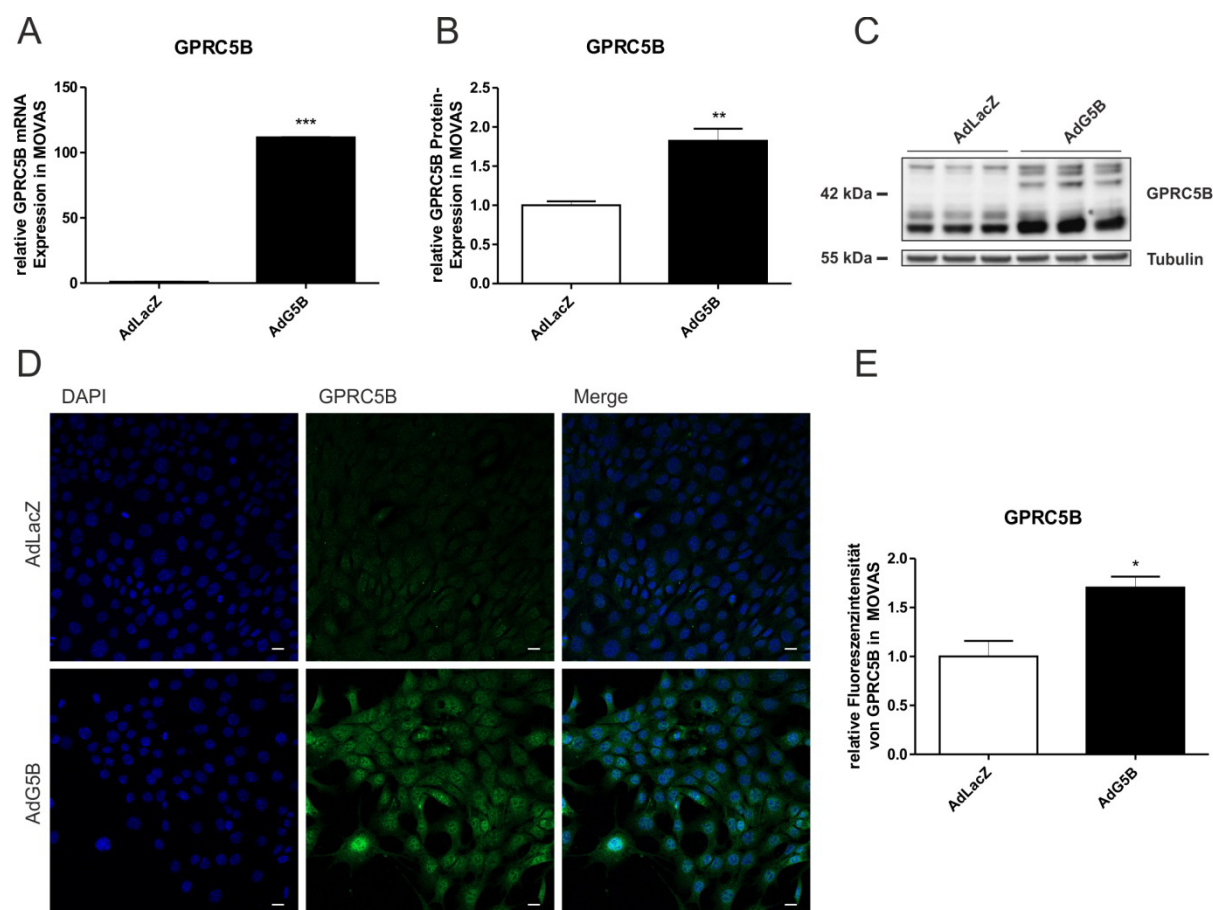 A
GPRC5B
relative GPRC5B mRNA
Expression in MOVAS
150
100
50
0
***
AdLacZ
AdG5B
B
GPRC5B
relative GPRC5B Protein-
Expression in MOVAS
2.5
2.0
1.5
1.0
0.5
0.0
**
AdLacZ
AdG5B
C
AdLacZ
AdG5B
42 kDa
GPRC5B
55 kDa
Tubulin
D
DAPI
GPRC5B
Merge
AdLacZ
AdG5B
E
GPRC5B
relative Fluoreszenzintensität
von GPRC5B in MOVAS
2.0
1.5
1.0
0.5
0.0
*
AdLacZ
AdG5B